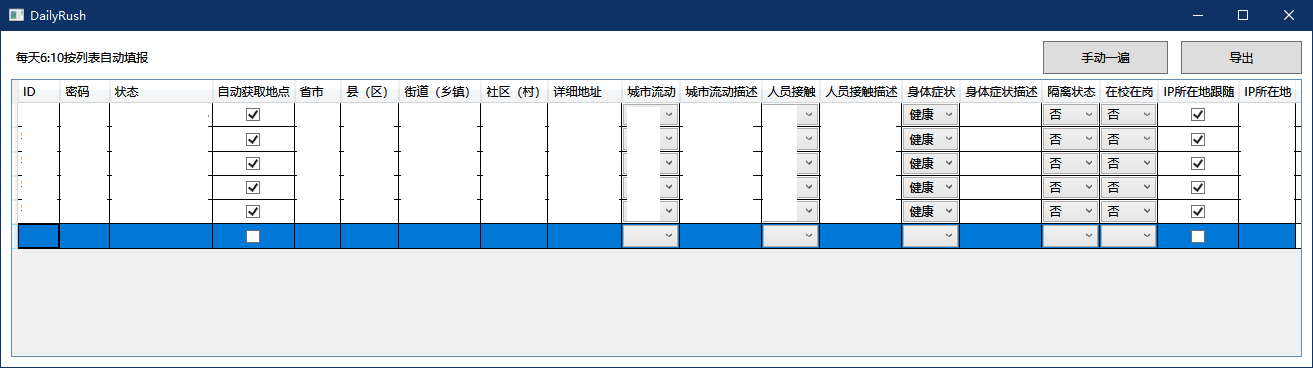 DailyRush
每天6:10按列表自动填报
手动一遍 导出
ID 密码 状态 自动获取地点 省市 县（区） 街道（乡镇） 社区（村） 详细地址 城市流动 城市流动描述 人员接触 人员接触描述 身体症状 身体症状描述 隔离状态 在校在岗 IP所在地跟随 IP所在地
健康 否 否
健康 否 否
健康 否 否
健康 否 否
健康 否 否